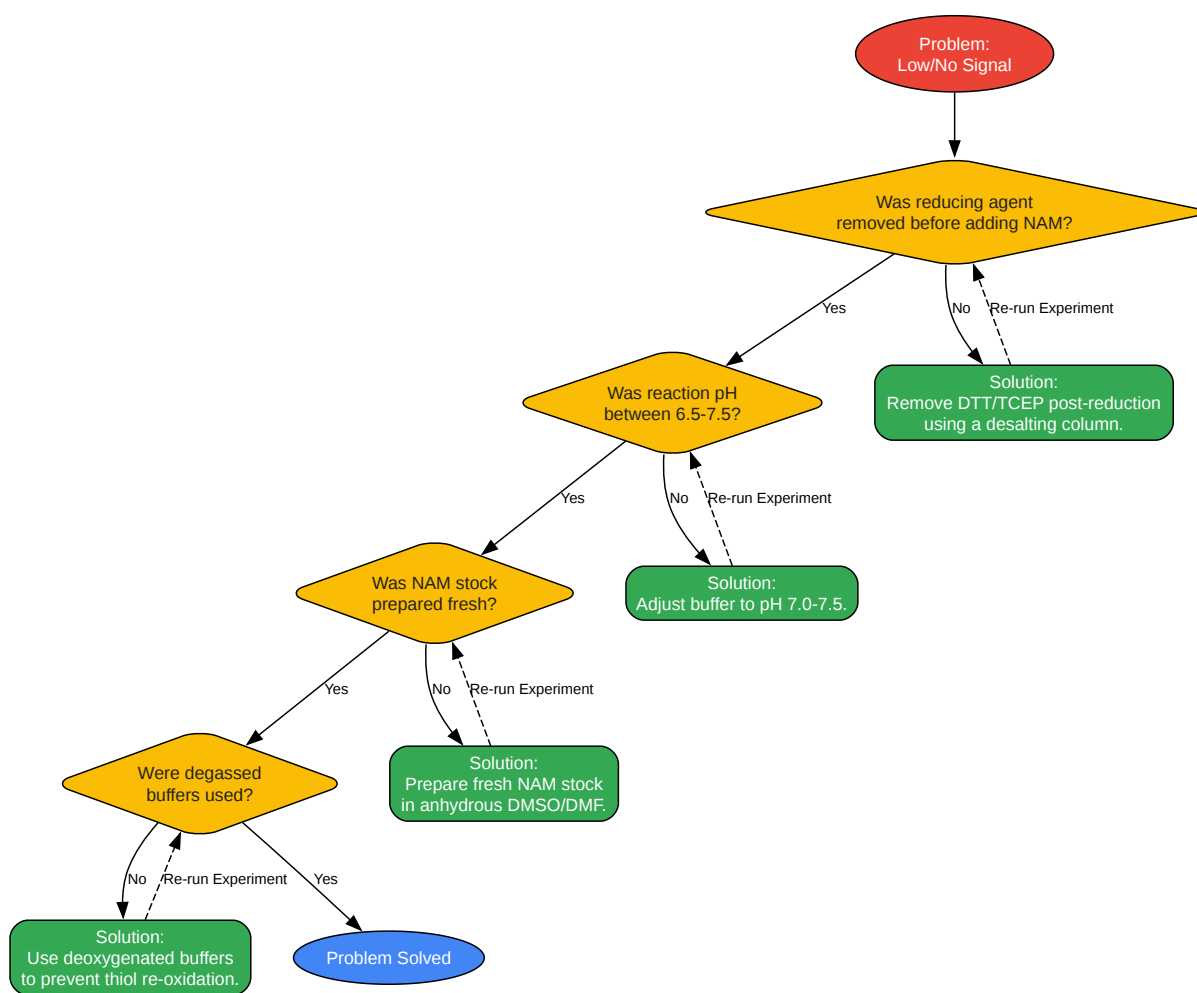 Problem:
Low/No Signal
Was reducing agent
removed before adding NAM?
Yes
No
Re-run Experiment
Was reaction pH
between 6.5-7.5?
Solution:
Remove DTT/TCEP post-reduction
using a desalting column.
Yes
No
Re-run Experiment
Was NAM stock
prepared fresh?
Solution:
Adjust buffer to pH 7.0-7.5.
Yes
No
Re-run Experiment
Were degassed
buffers used?
Solution:
Prepare fresh NAM stock
in anhydrous DMSO/DMF.
No
Re-run Experiment
Yes
Solution:
Use deoxygenated buffers
to prevent thiol re-oxidation.
Problem Solved